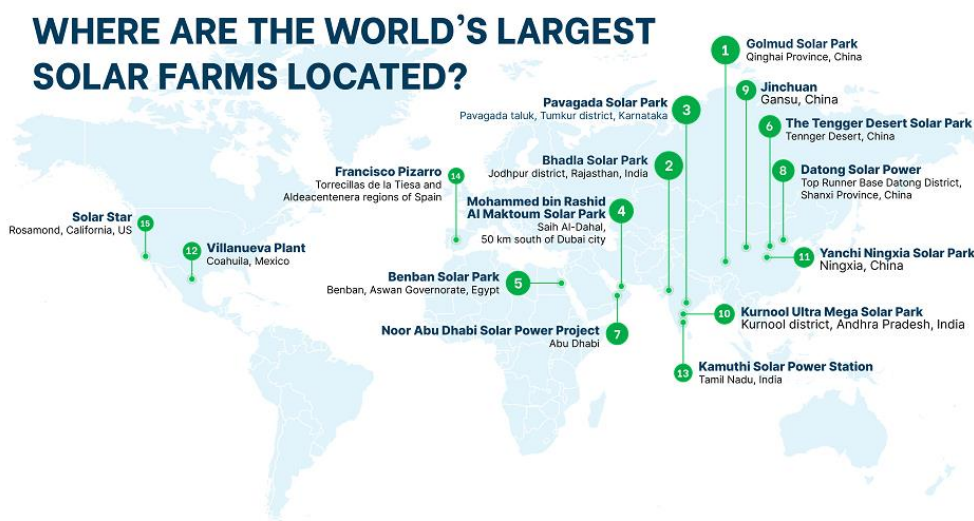 WHERE ARE THE WORLD'S LARGEST
SOLAR FARMS LOCATED?
1
Golmud Solar Park
Qinghai Province, China
9
Jinchuan
Gansu, China
Pavagada Solar Park
Pavagada taluk, Tumkur district, Karnataka
3
6
The Tengger Desert Solar Park
Tennger Desert, China
Bhadla Solar Park
Jodhpur district, Rajasthan, India
2
8
Datong Solar Power
Top Runner Base Datong District,
Shanxi Province, China
Francisco Pizarro
Torrecillas de la Tiesa and
Aldeacentenera regions of Spain
14
Mohammed bin Rashid
Al Maktoum Solar Park
Saih Al-Dahal,
50 km south of Dubai city
4
Solar Star
Rosamond, California, US
15
12
Villanueva Plant
Coahuila, Mexico
11
Yanchi Ningxia Solar Park
Ningxia, China
Benban Solar Park
Benban, Aswan Governorate, Egypt
5
10
Kurnool Ultra Mega Solar Park
Kurnool district, Andhra Pradesh, India
Noor Abu Dhabi Solar Power Project
Abu Dhabi
7
13
Kamuthi Solar Power Station
Tamil Nadu, India